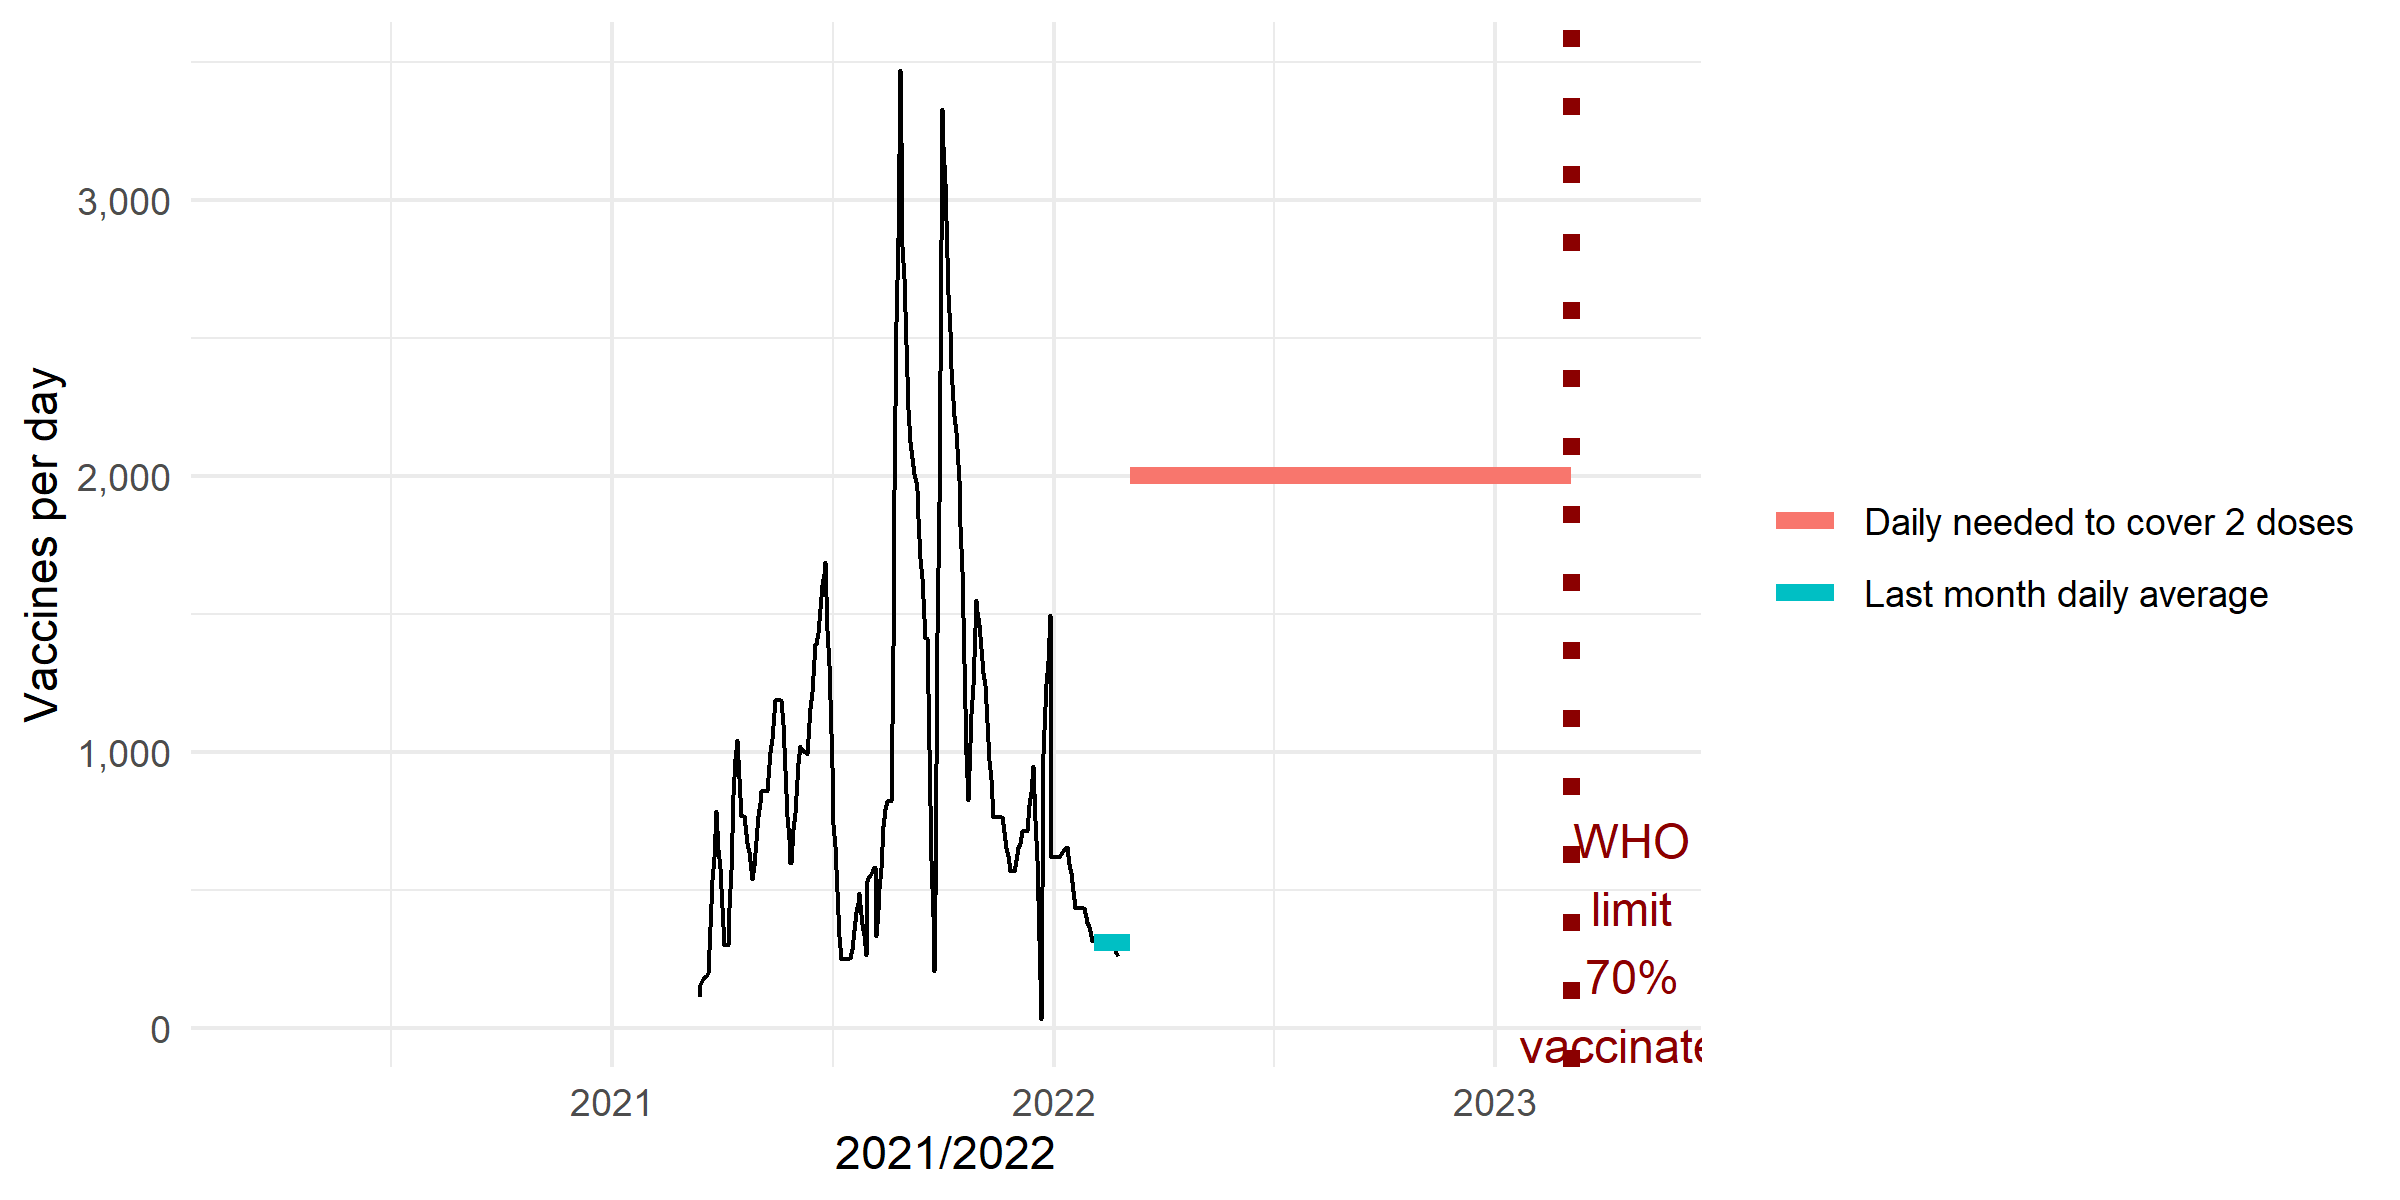 Vaccines per day
3,000
2,000
1,000
0
WHO
limit
70%
vaccinate
2021
2022
2023
2021/2022
Daily needed to cover 2 doses
Last month daily average